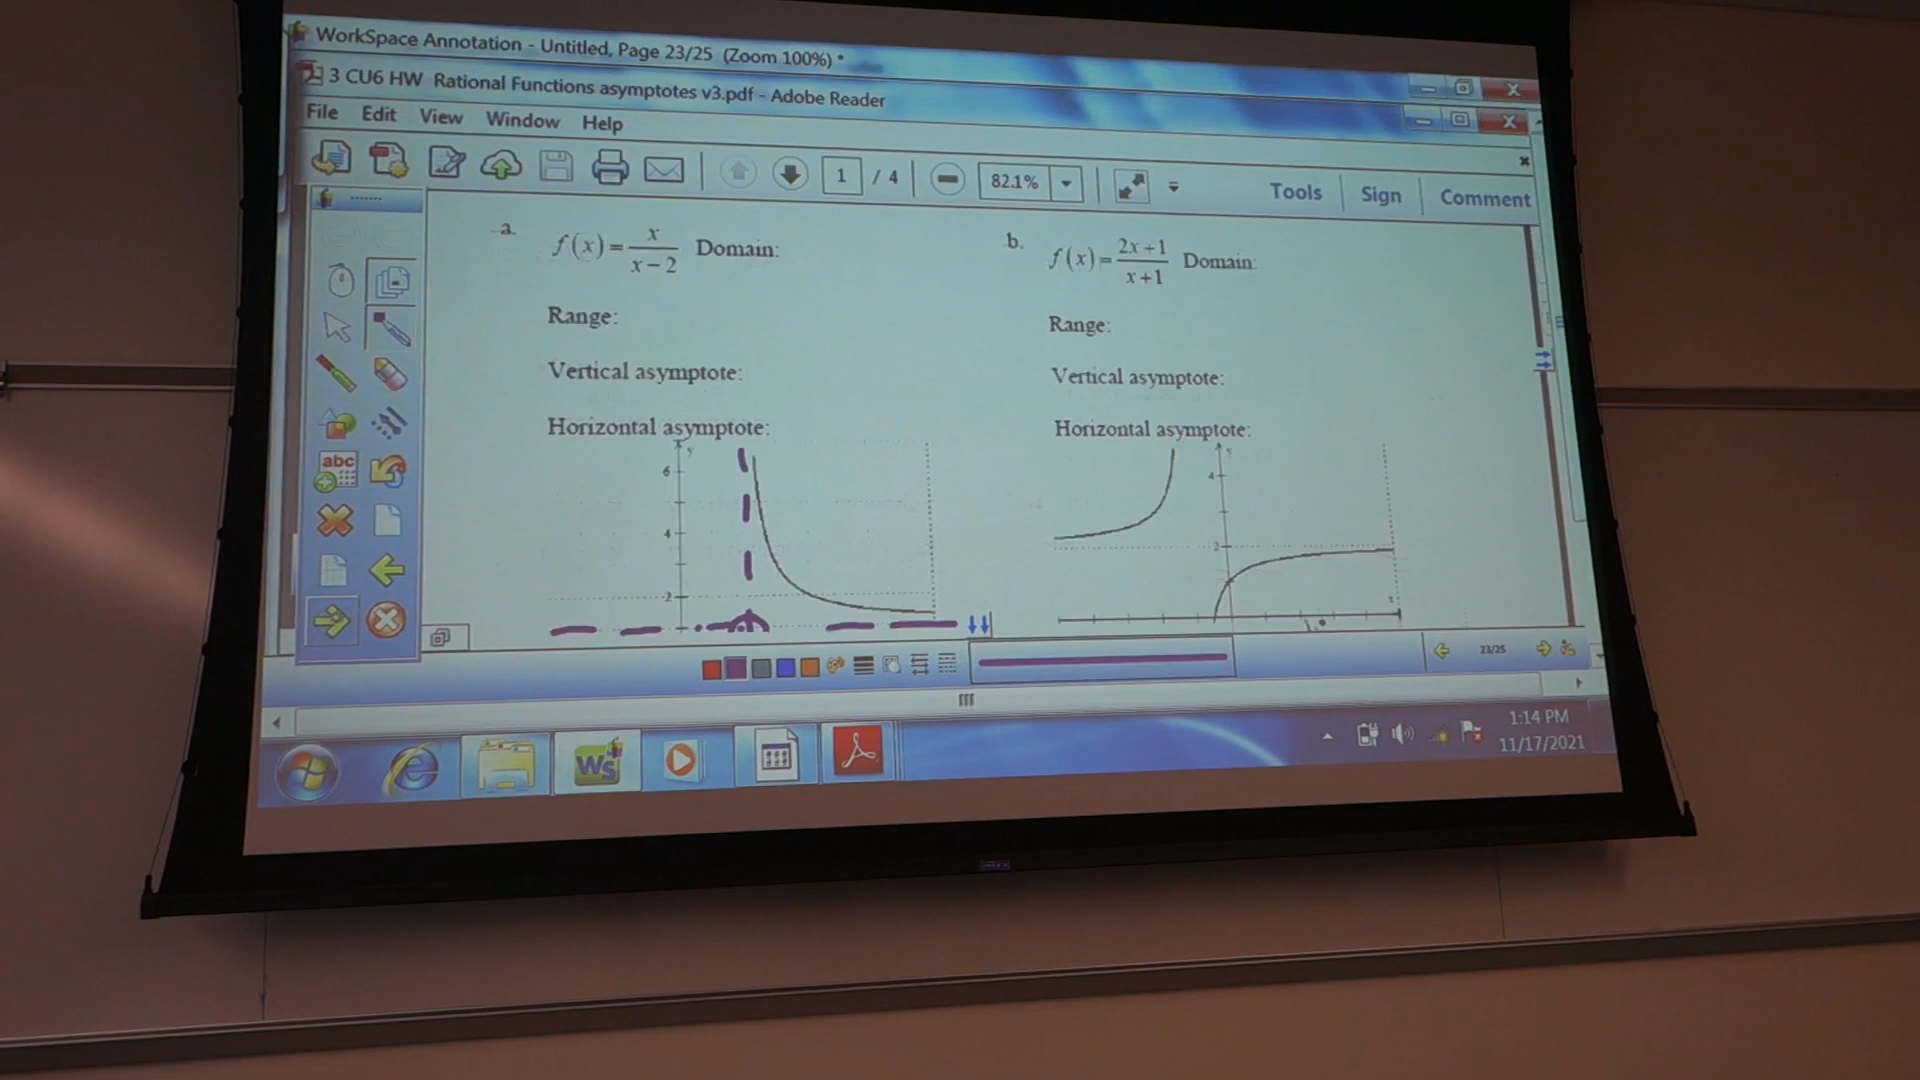 WorkSpace Annotation - Untitled, Page 23/25 (Zoom 100%) *
3 CU6 HW Rational Functions asymptotes v3.pdf - Adobe Reader
File Edit View Window Help
1 / 4 82.1% Tools Sign Comment
a. f(x) = x / x − 2 Domain:
Range:
Vertical asymptote:
Horizontal asymptote:
y
6
4
2
b. f(x) = 2x + 1 / x + 1 Domain:
Range:
Vertical asymptote:
Horizontal asymptote:
y
4
2
x
abc
23/25
WS
1:14 PM
11/17/2021